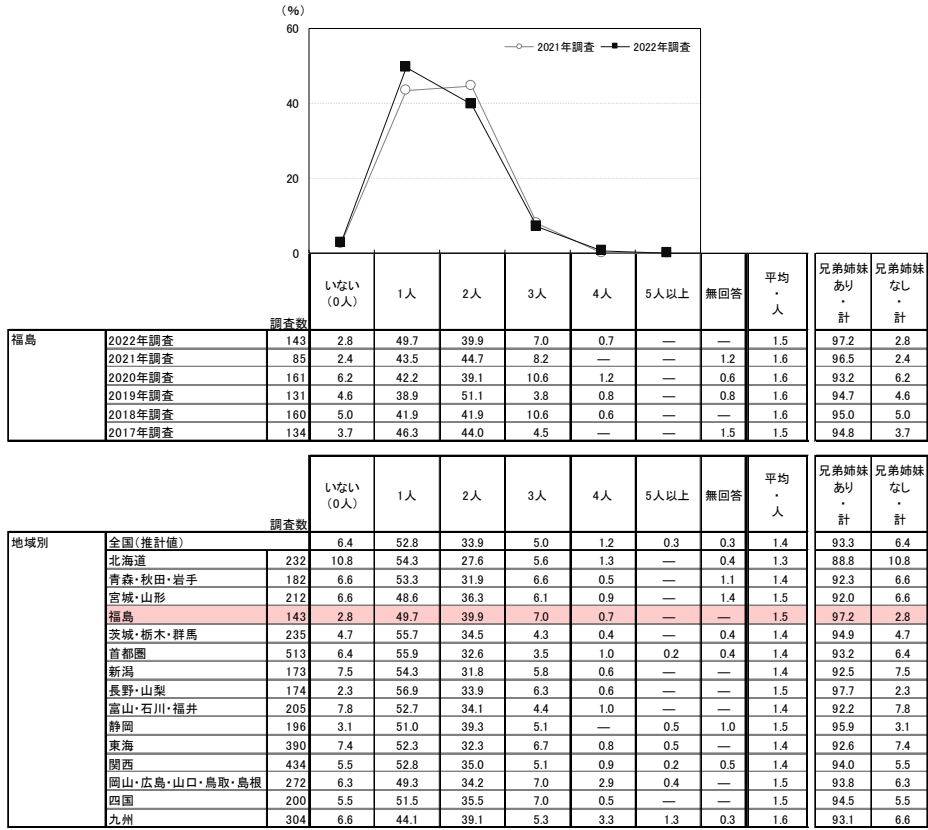 （%）
60
40
20
0
2021年調査 2022年調査
調査数 いない（0人） 1人 2人 3人 4人 5人以上 無回答 平均・人 兄弟姉妹あり・計 兄弟姉妹なし・計
福島 2022年調査 143 2.8 49.7 39.9 7.0 0.7 — — 1.5 97.2 2.8
2021年調査 85 2.4 43.5 44.7 8.2 — — 1.2 1.6 96.5 2.4
2020年調査 161 6.2 42.2 39.1 10.6 1.2 — 0.6 1.6 93.2 6.2
2019年調査 131 4.6 38.9 51.1 3.8 0.8 — 0.8 1.6 94.7 4.6
2018年調査 160 5.0 41.9 41.9 10.6 0.6 — — 1.6 95.0 5.0
2017年調査 134 3.7 46.3 44.0 4.5 — — 1.5 1.5 94.8 3.7
調査数 いない（0人） 1人 2人 3人 4人 5人以上 無回答 平均・人 兄弟姉妹あり・計 兄弟姉妹なし・計
地域別 全国(推計値) 6.4 52.8 33.9 5.0 1.2 0.3 0.3 1.4 93.3 6.4
北海道 232 10.8 54.3 27.6 5.6 1.3 — 0.4 1.3 88.8 10.8
青森・秋田・岩手 182 6.6 53.3 31.9 6.6 0.5 — 1.1 1.4 92.3 6.6
宮城・山形 212 6.6 48.6 36.3 6.1 0.9 — 1.4 1.5 92.0 6.6
福島 143 2.8 49.7 39.9 7.0 0.7 — — 1.5 97.2 2.8
茨城・栃木・群馬 235 4.7 55.7 34.5 4.3 0.4 — 0.4 1.4 94.9 4.7
首都圏 513 6.4 55.9 32.6 3.5 1.0 0.2 0.4 1.4 93.2 6.4
新潟 173 7.5 54.3 31.8 5.8 0.6 — — 1.4 92.5 7.5
長野・山梨 174 2.3 56.9 33.9 6.3 0.6 — — 1.5 97.7 2.3
富山・石川・福井 205 7.8 52.7 34.1 4.4 1.0 — — 1.4 92.2 7.8
静岡 196 3.1 51.0 39.3 5.1 — 0.5 1.0 1.5 95.9 3.1
東海 390 7.4 52.3 32.3 6.7 0.8 0.5 — 1.4 92.6 7.4
関西 434 5.5 52.8 35.0 5.1 0.9 0.2 0.5 1.4 94.0 5.5
岡山・広島・山口・鳥取・島根 272 6.3 49.3 34.2 7.0 2.9 0.4 — 1.5 93.8 6.3
四国 200 5.5 51.5 35.5 7.0 0.5 — — 1.5 94.5 5.5
九州 304 6.6 44.1 39.1 5.3 3.3 1.3 0.3 1.6 93.1 6.6